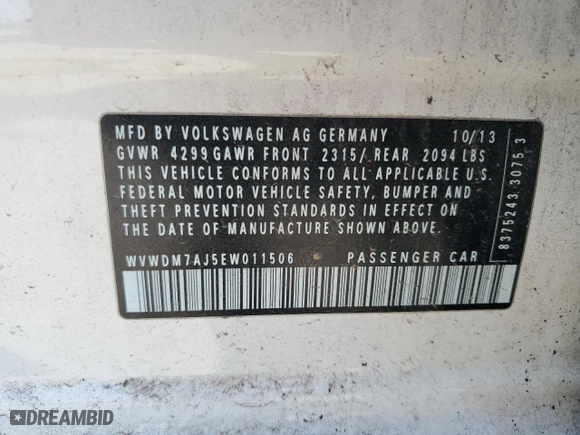 MFD BY VOLKSWAGEN AG GERMANY 10/13
GVWR 4299 GAWR FRONT 2315/ REAR 2094 LBS
THIS VEHICLE CONFORMS TO ALL APPLICABLE U.S.
FEDERAL MOTOR VEHICLE SAFETY, BUMPER AND
THEFT PREVENTION STANDARDS IN EFFECT ON
THE DATE OF MANUFACTURE SHOWN ABOVE.
WVWDM7AJ5EW011506 PASSENGER CAR
8375243 3075 3
DREAMBID